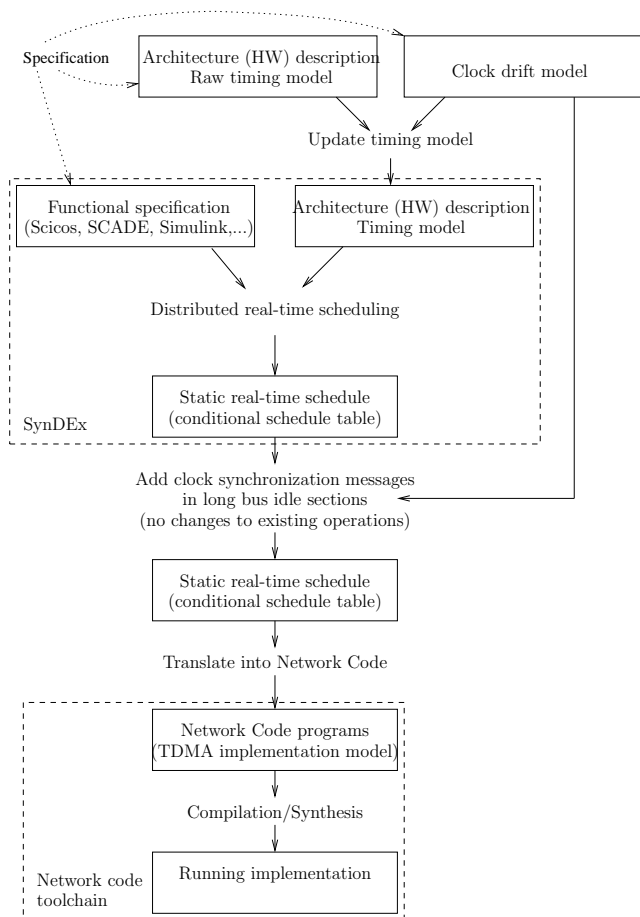 Specification
Architecture (HW) description
Raw timing model
Clock drift model
Update timing model
Functional specification
(Scicos, SCADE, Simulink,...)
Architecture (HW) description
Timing model
Distributed real-time scheduling
Static real-time schedule
(conditional schedule table)
SynDEx
Add clock synchronization messages
in long bus idle sections
(no changes to existing operations)
Static real-time schedule
(conditional schedule table)
Translate into Network Code
Network Code programs
(TDMA implementation model)
Compilation/Synthesis
Running implementation
Network code
toolchain